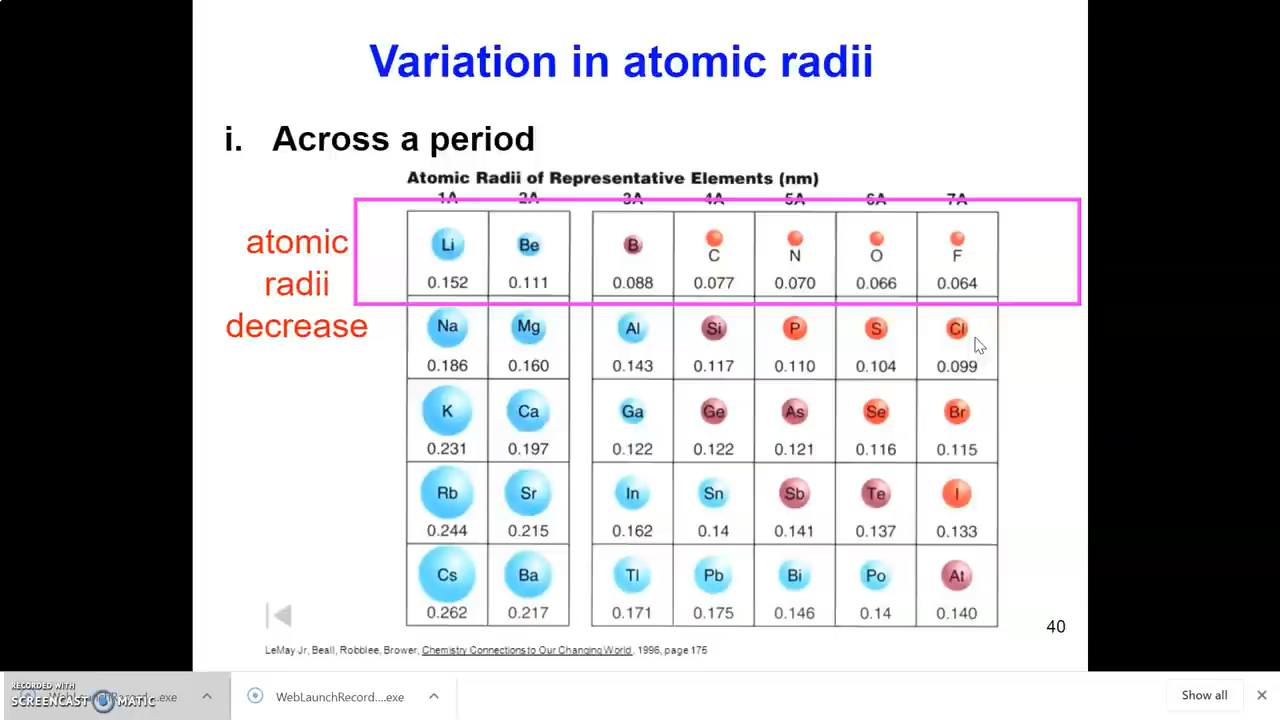 Variation in atomic radii
i. Across a period
Atomic Radii of Representative Elements (nm)
1A 2A 3A 4A 5A 6A 7A
atomic
radii
decrease
Li Be B C N O F
0.152 0.111 0.088 0.077 0.070 0.066 0.064
Na Mg Al Si P S Cl
0.186 0.160 0.143 0.117 0.110 0.104 0.099
K Ca Ga Ge As Se Br
0.231 0.197 0.122 0.122 0.121 0.116 0.115
Rb Sr In Sn Sb Te I
0.244 0.215 0.162 0.14 0.141 0.137 0.133
Cs Ba Tl Pb Bi Po At
0.262 0.217 0.171 0.175 0.146 0.14 0.140
40
LeMay Jr, Beall, Robblee, Brower, Chemistry Connections to Our Changing World, 1996, page 175
RECORDED WITH
SCREENCAST MATIC
.exe
WebLaunchRecord....exe
Show all